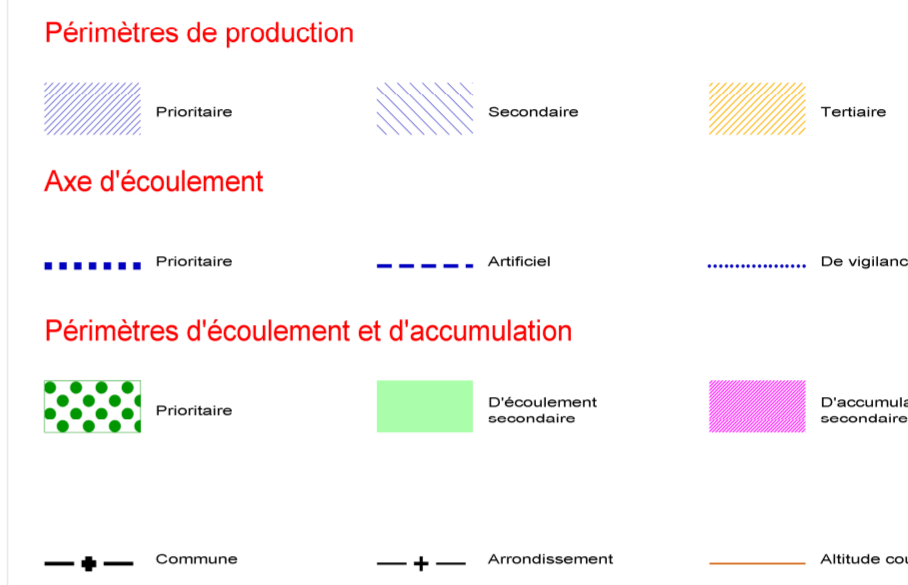 Périmètres de production
Prioritaire
Secondaire
Tertiaire
Axe d'écoulement
Prioritaire
Artificiel
De vigilanc
Périmètres d'écoulement et d'accumulation
Prioritaire
D'écoulement
secondaire
D'accumula
secondaire
Commune
Arrondissement
Altitude cou